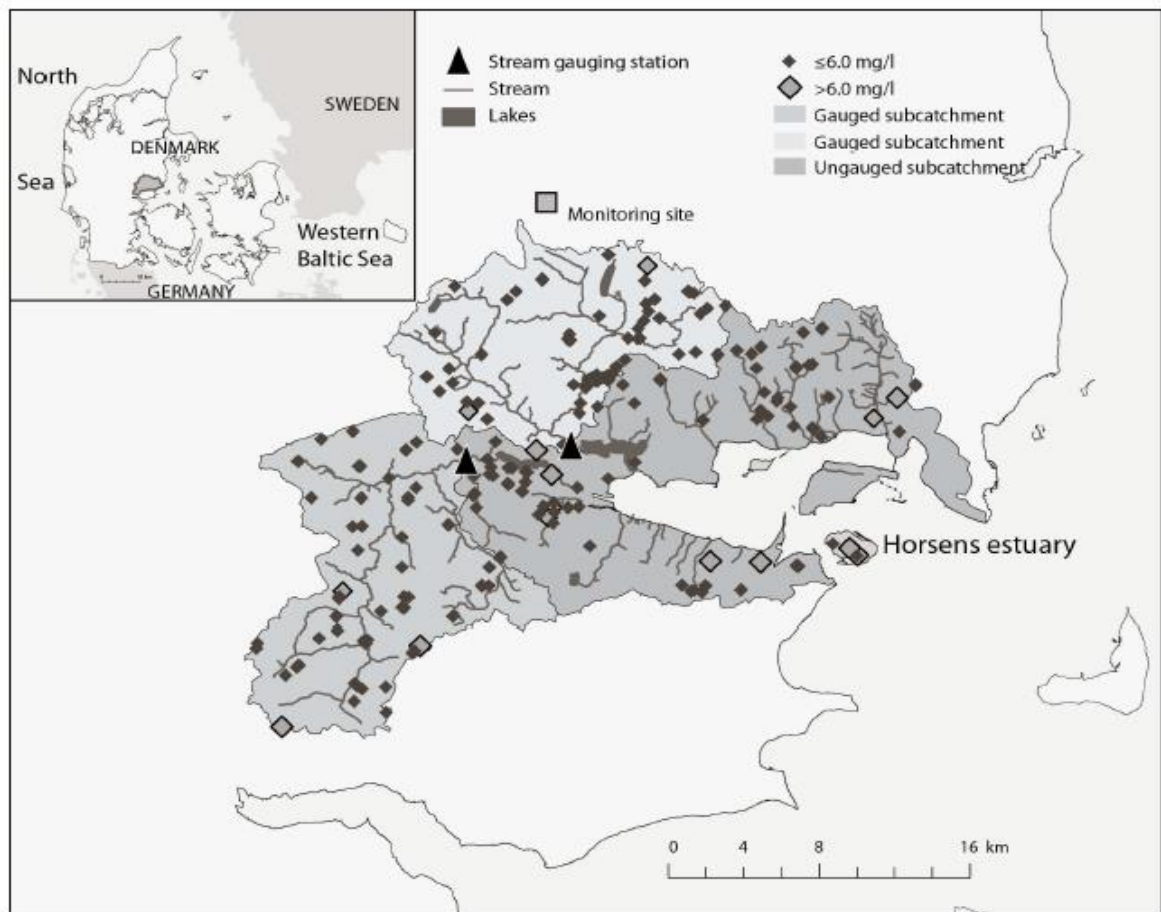 North
Sea
SWEDEN
DENMARK
Western
Baltic Sea
GERMANY
Stream gauging station
Stream
Lakes
≤6.0 mg/l
>6.0 mg/l
Gauged subcatchment
Gauged subcatchment
Ungauged subcatchment
Monitoring site
Horsens estuary
0 4 8 16 km